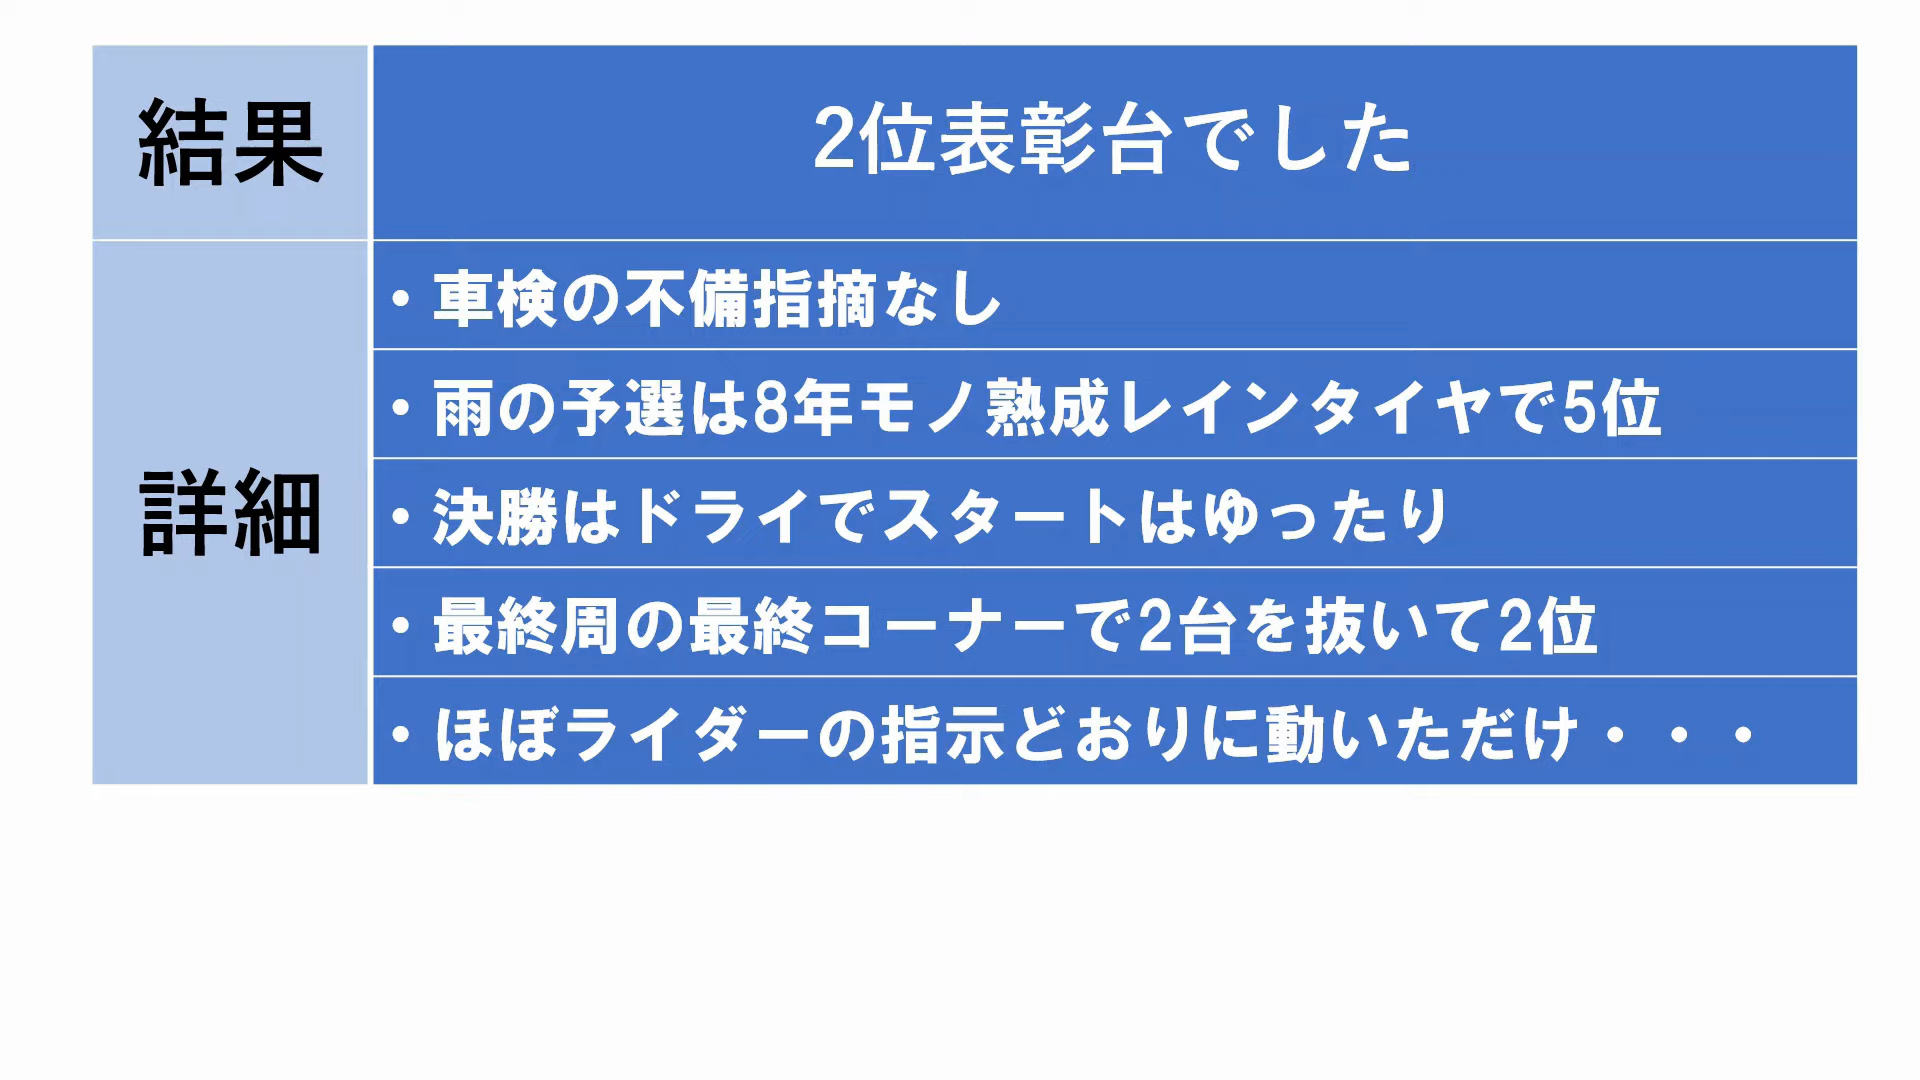 結果
2位表彰台でした
詳細
・車検の不備指摘なし
・雨の予選は8年モノ熟成レインタイヤで5位
・決勝はドライでスタートはゆったり
・最終周の最終コーナーで2台を抜いて2位
・ほぼライダーの指示どおりに動いただけ・・・